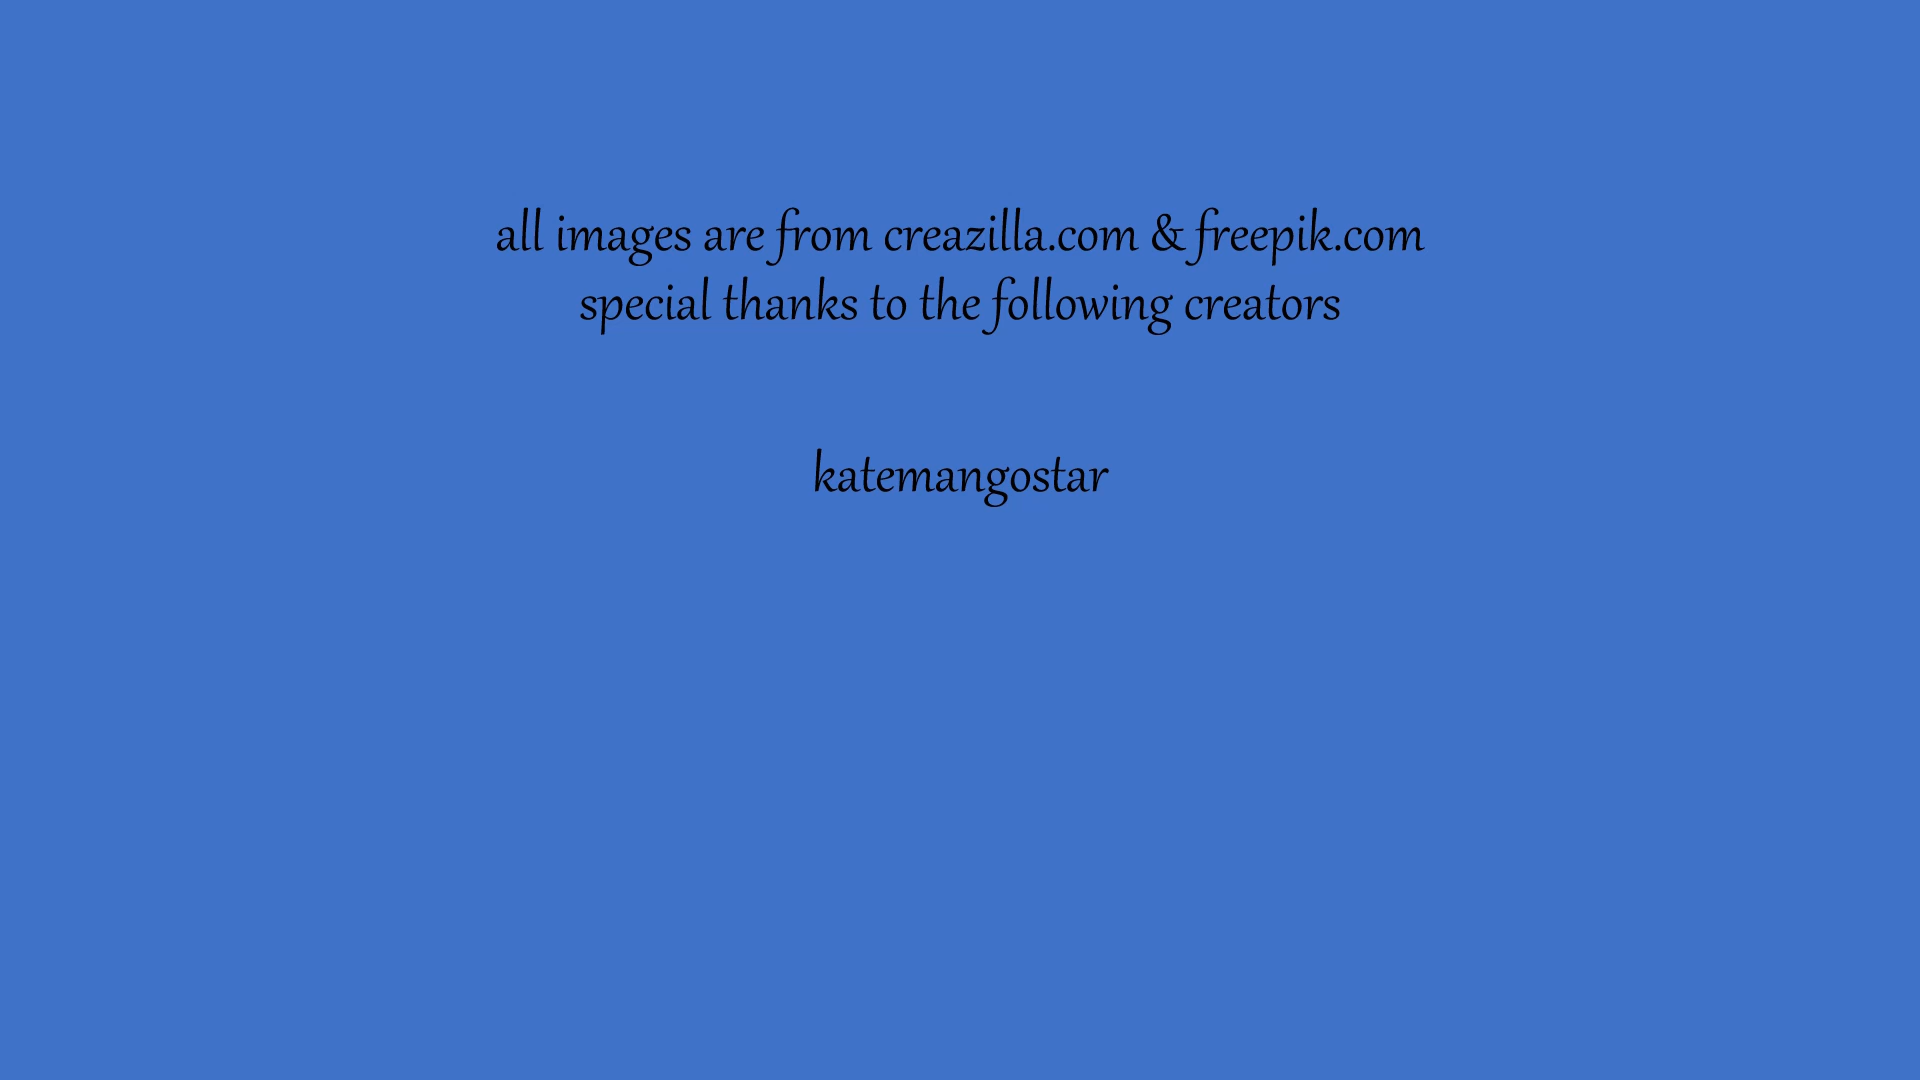 all images are from creazilla.com & freepik.com
special thanks to the following creators
katemangostar